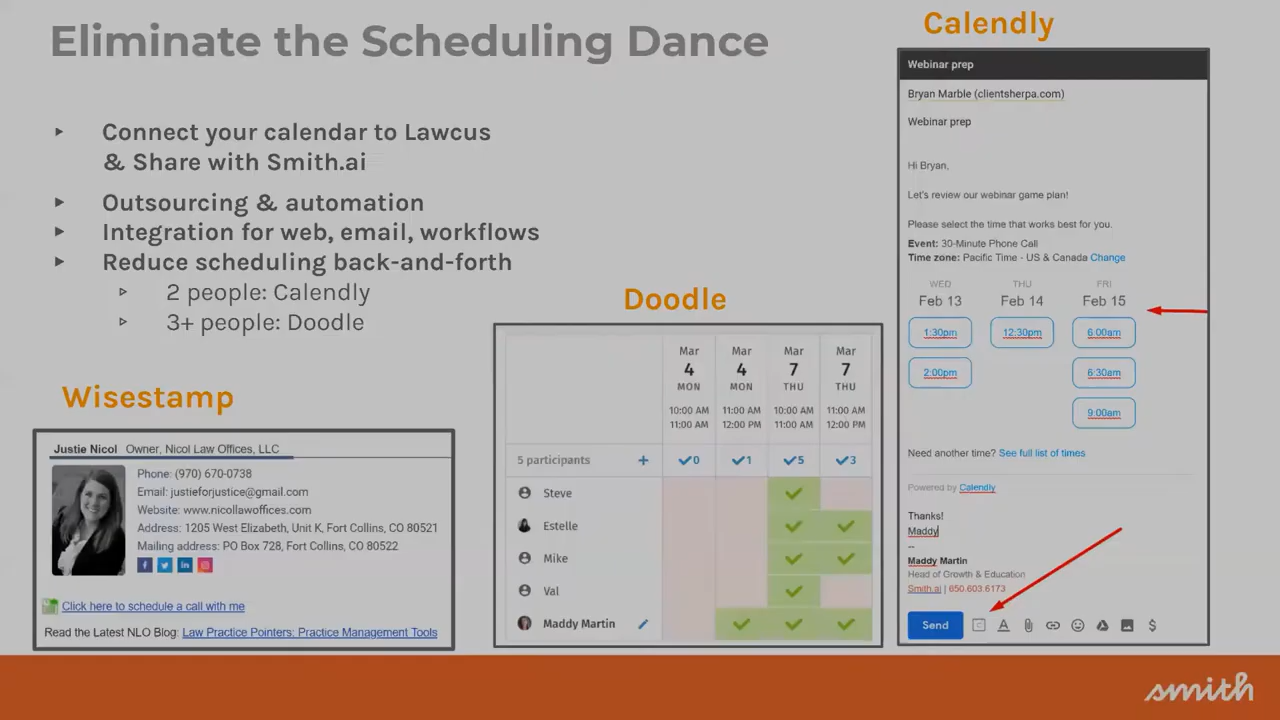 Eliminate the Scheduling Dance
Connect your calendar to Lawcus
& Share with Smith.ai
Outsourcing & automation
Integration for web, email, workflows
Reduce scheduling back-and-forth
2 people: Calendly
3+ people: Doodle
Wisestamp
Justie Nicol Owner, Nicol Law Offices, LLC
Phone: (970) 670-0738
Email: justieforjustice@gmail.com
Website: www.nicollawoffices.com
Address: 1205 West Elizabeth, Unit K, Fort Collins, CO 80521
Mailing address: PO Box 728, Fort Collins, CO 80522
Click here to schedule a call with me
Read the Latest NLO Blog: Law Practice Pointers: Practice Management Tools
Doodle
Mar Mar Mar Mar
4 4 7 7
MON MON THU THU
10:00 AM 11:00 AM 10:00 AM 11:00 AM
11:00 AM 12:00 PM 11:00 AM 12:00 PM
5 participants + ✓0 ✓1 ✓5 ✓3
Steve
Estelle
Mike
Val
Maddy Martin
Calendly
Webinar prep
Bryan Marble (clientsherpa.com)
Webinar prep
Hi Bryan,
Let's review our webinar game plan!
Please select the time that works best for you.
Event: 30-Minute Phone Call
Time zone: Pacific Time - US & Canada Change
WED THU FRI
Feb 13 Feb 14 Feb 15
1:30pm 12:30pm 6:00am
2:00pm 6:30am
9:00am
Need another time? See full list of times
Powered by Calendly
Thanks!
Maddy
--
Maddy Martin
Head of Growth & Education
Smith.ai | 650.603.6173
Send
smith